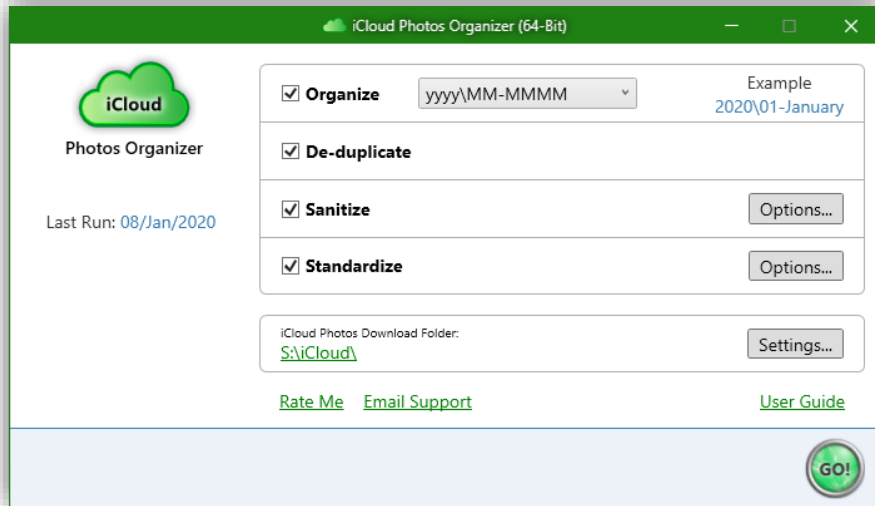 iCloud Photos Organizer (64-Bit)
iCloud
Photos Organizer
Last Run: 08/Jan/2020
Organize yyyy\MM-MMMM Example
2020\01-January
De-duplicate
Sanitize Options...
Standardize Options...
iCloud Photos Download Folder:
S:\iCloud\ Settings...
Rate Me Email Support User Guide
GO!